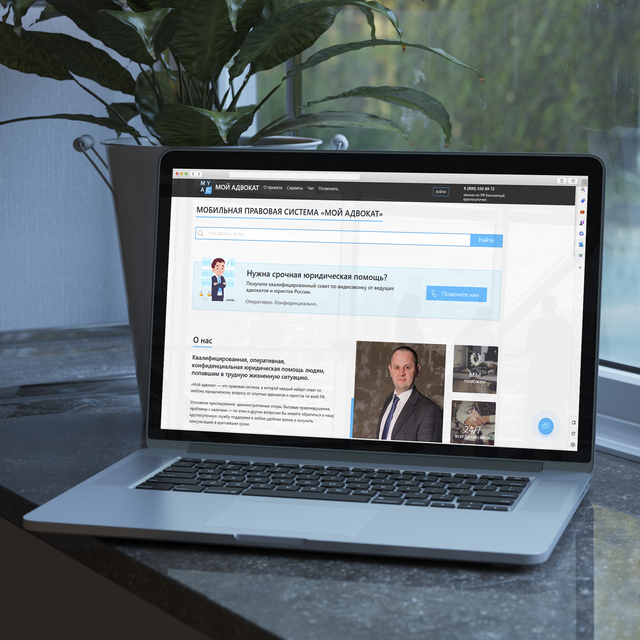 MY
A
МОЙ АДВОКАТ
О проекте Сервисы Чат Позвонить
ВОЙТИ
8 (800) 350 89 72
звонок по РФ бесплатный
круглосуточно
МОБИЛЬНАЯ ПРАВОВАЯ СИСТЕМА «МОЙ АДВОКАТ»
Найти
Нужна срочная юридическая помощь?
Получите квалифицированный совет по видеозвонку от ведущих
адвокатов и юристов России.
Оперативно. Конфиденциально.
Позвоните нам
О нас
Квалифицированная, оперативная,
конфиденциальная юридическая помощь людям,
попавшим в трудную жизненную ситуацию.
«Мой адвокат» — это правовая система, в которой каждый найдет ответ по
любому юридическому вопросу от опытных адвокатов и юристов по всей РФ.
Уголовное преследование, административные споры, бытовые правонарушения,
проблемы с налогами — по этим и другим вопросам Вы можете обратиться в нашу
круглосуточную службу поддержки в любое удобное время и получить
консультацию в кратчайшие сроки.
Мы
поможем
24/7
всегда на связи